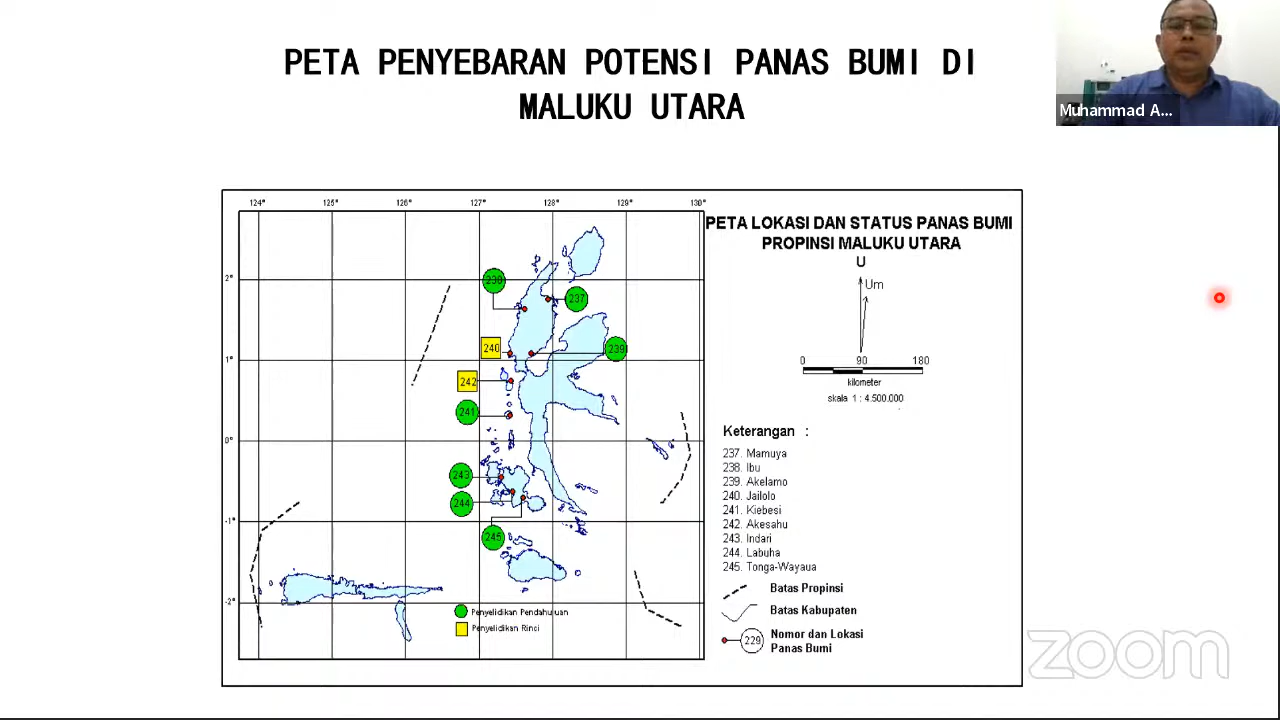 PETA PENYEBARAN POTENSI PANAS BUMI DI
MALUKU UTARA
Muhammad A...
124°
125°
126°
127°
128°
129°
130°
2°
1°
0°
-1°
-2°
238
237
240
239
242
241
243
244
245
Penyelidikan Pendahuluan
Penyelidikan Rinci
PETA LOKASI DAN STATUS PANAS BUMI
PROPINSI MALUKU UTARA
U
Um
0 90 180
kilometer
skala 1 : 4.500.000
Keterangan :
237. Mamuya
238. Ibu
239. Akelamo
240. Jailolo
241. Kiebesi
242. Akesahu
243. Indari
244. Labuha
245. Tonga-Wayaua
Batas Propinsi
Batas Kabupaten
229
Nomor dan Lokasi
Panas Bumi
zoom